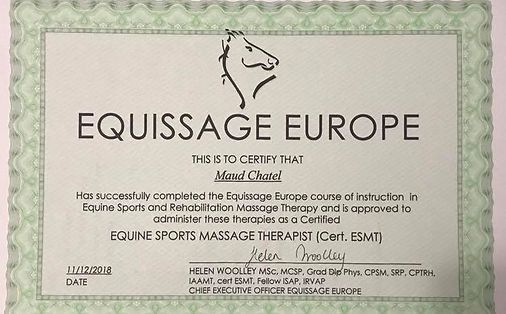 EQUISSAGE EUROPE
THIS IS TO CERTIFY THAT
Maud Chatel
Has successfully completed the Equissage Europe course of instruction in
Equine Sports and Rehabilitation Massage Therapy and is approved to
administer these therapies as a Certified
EQUINE SPORTS MASSAGE THERAPIST (Cert. ESMT)
Helen Woolley
11/12/2018
DATE
HELEN WOOLLEY MSc, MCSP, Grad Dip Phys, CPSM, SRP, CPTRH,
IAAMT, cert ESMT, Fellow ISAP, IRVAP
CHIEF EXECUTIVE OFFICER EQUISSAGE EUROPE